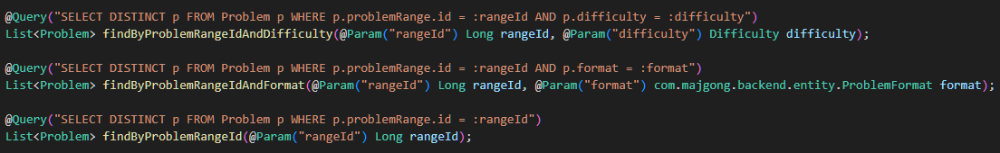 @Query("SELECT DISTINCT p FROM Problem p WHERE p.problemRange.id = :rangeId AND p.difficulty = :difficulty")
List<Problem> findByProblemRangeIdAndDifficulty(@Param("rangeId") Long rangeId, @Param("difficulty") Difficulty difficulty);
@Query("SELECT DISTINCT p FROM Problem p WHERE p.problemRange.id = :rangeId AND p.format = :format")
List<Problem> findByProblemRangeIdAndFormat(@Param("rangeId") Long rangeId, @Param("format") com.majgong.backend.entity.ProblemFormat format);
@Query("SELECT DISTINCT p FROM Problem p WHERE p.problemRange.id = :rangeId")
List<Problem> findByProblemRangeId(@Param("rangeId") Long rangeId);